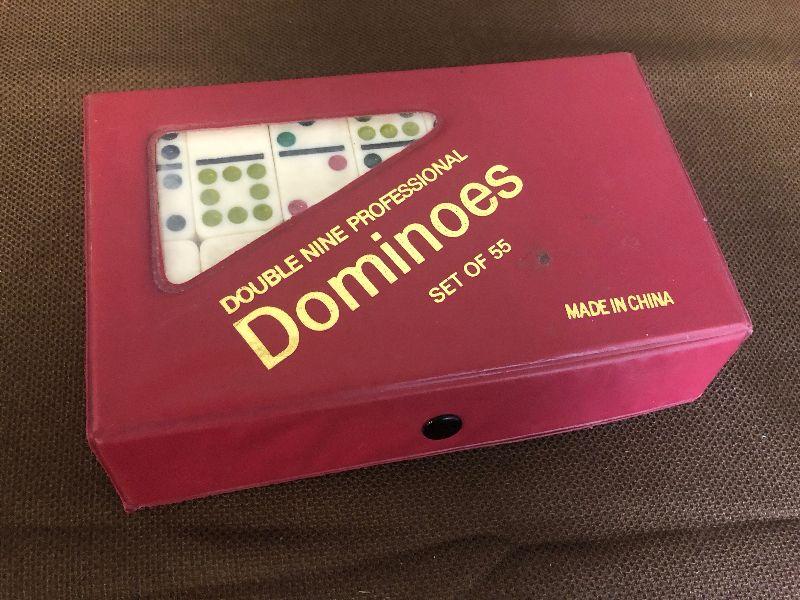 DOUBLE NINE PROFESSIONAL
Dominoes
SET OF 55
MADE IN CHINA